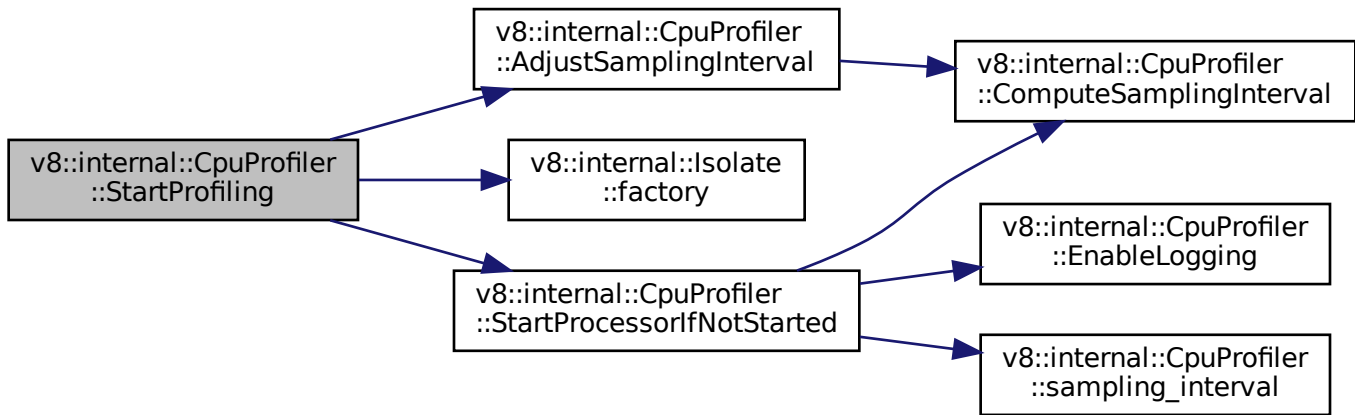 v8::internal::CpuProfiler
::StartProfiling
v8::internal::CpuProfiler
::AdjustSamplingInterval
v8::internal::Isolate
::factory
v8::internal::CpuProfiler
::StartProcessorIfNotStarted
v8::internal::CpuProfiler
::ComputeSamplingInterval
v8::internal::CpuProfiler
::EnableLogging
v8::internal::CpuProfiler
::sampling_interval